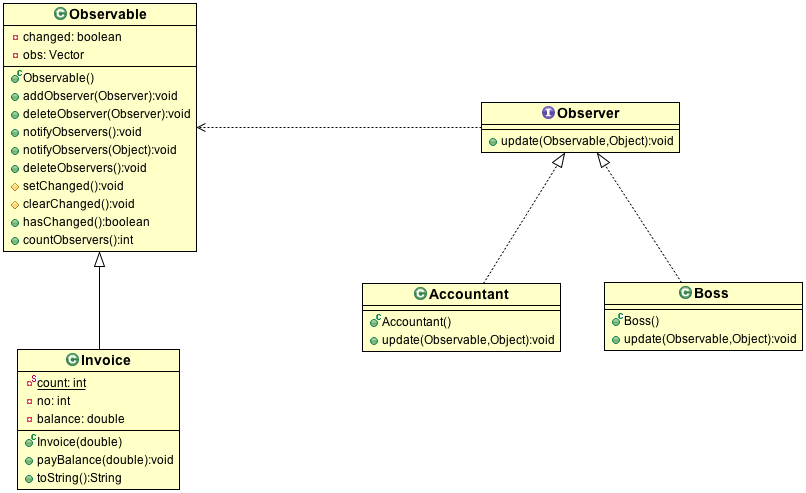 Observable
changed: boolean
obs: Vector
Observable()
addObserver(Observer):void
deleteObserver(Observer):void
notifyObservers():void
notifyObservers(Object):void
deleteObservers():void
setChanged():void
clearChanged():void
hasChanged():boolean
countObservers():int
Observer
update(Observable,Object):void
Accountant
Accountant()
update(Observable,Object):void
Boss
Boss()
update(Observable,Object):void
Invoice
count: int
no: int
balance: double
Invoice(double)
payBalance(double):void
toString():String